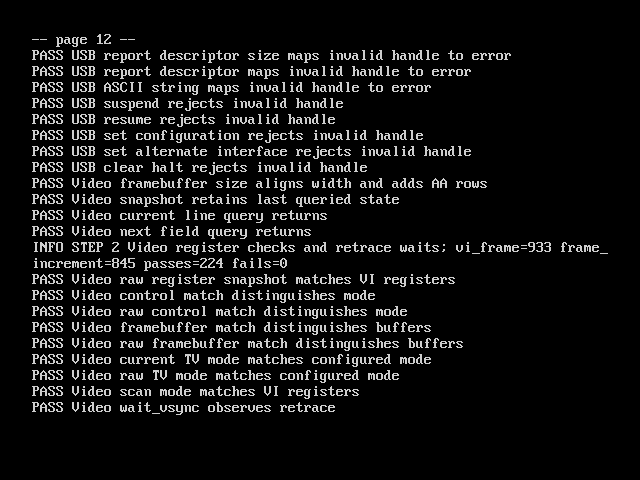 -- page 12 --
PASS USB report descriptor size maps invalid handle to error
PASS USB report descriptor maps invalid handle to error
PASS USB ASCII string maps invalid handle to error
PASS USB suspend rejects invalid handle
PASS USB resume rejects invalid handle
PASS USB set configuration rejects invalid handle
PASS USB set alternate interface rejects invalid handle
PASS USB clear halt rejects invalid handle
PASS Video framebuffer size aligns width and adds AA rows
PASS Video snapshot retains last queried state
PASS Video current line query returns
PASS Video next field query returns
INFO STEP 2 Video register checks and retrace waits; vi_frame=933 frame_
increment=845 passes=224 fails=0
PASS Video raw register snapshot matches VI registers
PASS Video control match distinguishes mode
PASS Video raw control match distinguishes mode
PASS Video framebuffer match distinguishes buffers
PASS Video raw framebuffer match distinguishes buffers
PASS Video current TV mode matches configured mode
PASS Video raw TV mode matches configured mode
PASS Video scan mode matches VI registers
PASS Video wait_vsync observes retrace